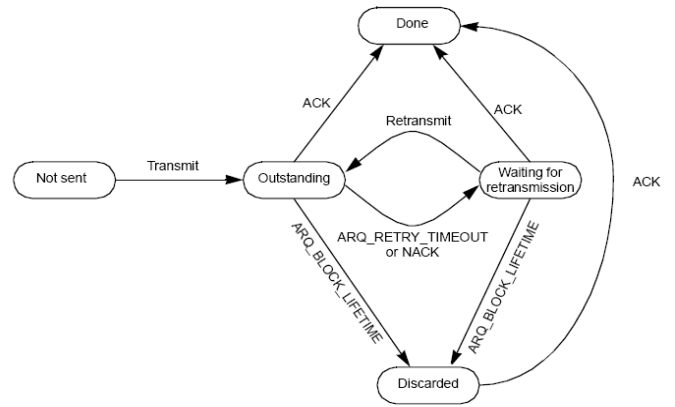 Done
ACK
ACK
Retransmit
Transmit
Not sent
Outstanding
Waiting for
retransmission
ACK
ARQ_RETRY_TIMEOUT
or NACK
ARQ_BLOCK_LIFETIME
ARQ_BLOCK_LIFETIME
Discarded